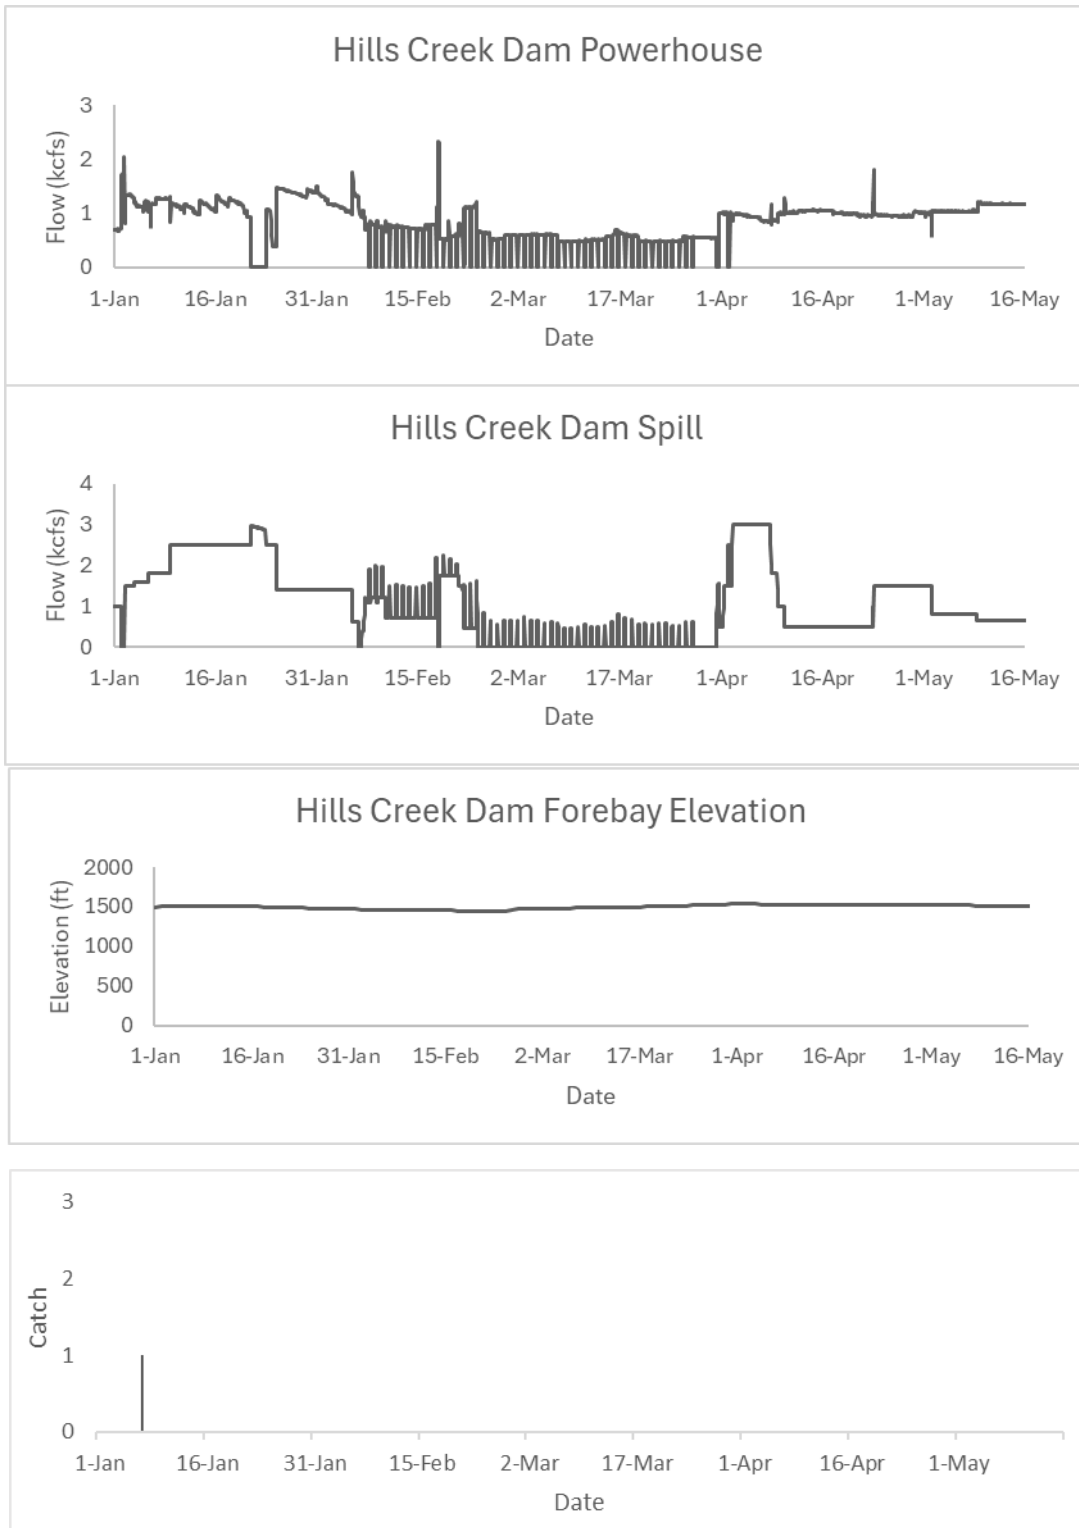 Hills Creek Dam Powerhouse
Flow (kcfs)
3
2
1
0
1-Jan 16-Jan 31-Jan 15-Feb 2-Mar 17-Mar 1-Apr 16-Apr 1-May 16-May
Date
Hills Creek Dam Spill
Flow (kcfs)
4
3
2
1
0
1-Jan 16-Jan 31-Jan 15-Feb 2-Mar 17-Mar 1-Apr 16-Apr 1-May 16-May
Date
Hills Creek Dam Forebay Elevation
Elevation (ft)
2000
1500
1000
500
0
1-Jan 16-Jan 31-Jan 15-Feb 2-Mar 17-Mar 1-Apr 16-Apr 1-May 16-May
Date
Catch
3
2
1
0
1-Jan 16-Jan 31-Jan 15-Feb 2-Mar 17-Mar 1-Apr 16-Apr 1-May
Date